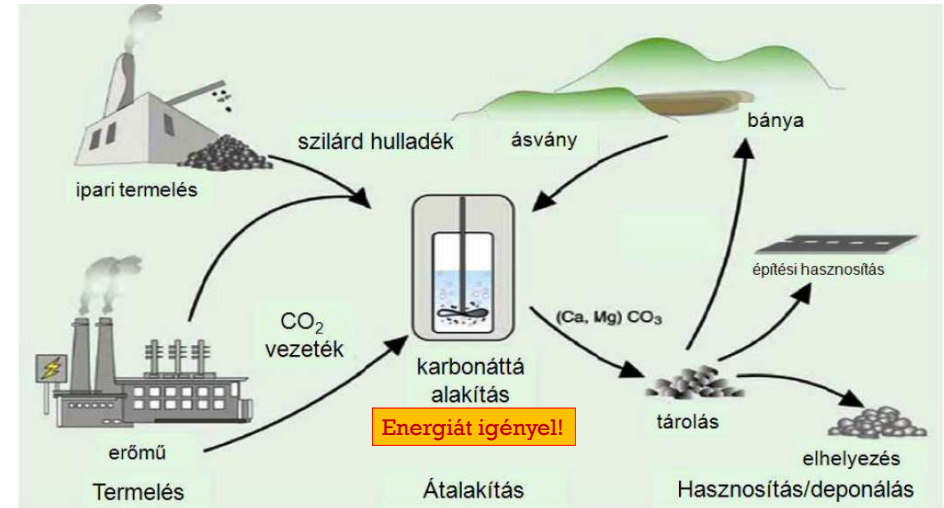 szilárd hulladék
ásvány
bánya
ipari termelés
építési hasznosítás
CO₂
vezeték
(Ca, Mg) CO₃
karbonáttá
alakítás
Energiát igényel!
tárolás
erőmű
elhelyezés
Termelés
Átalakítás
Hasznosítás/deponálás